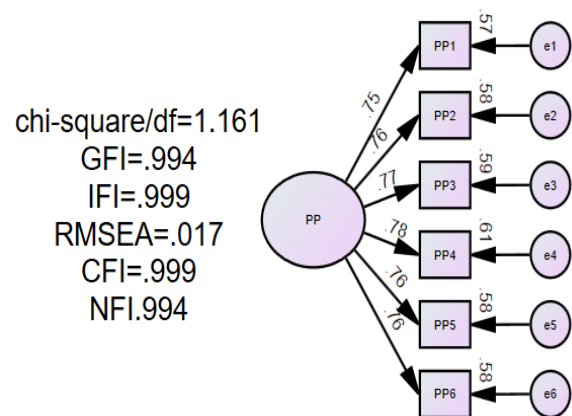 chi-square/df=1.161
GFI=.994
IFI=.999
RMSEA=.017
CFI=.999
NFI.994
PP
.75
.76
.77
.78
.76
.76
.57
PP1
e1
.58
PP2
e2
.59
PP3
e3
.61
PP4
e4
.58
PP5
e5
.58
PP6
e6